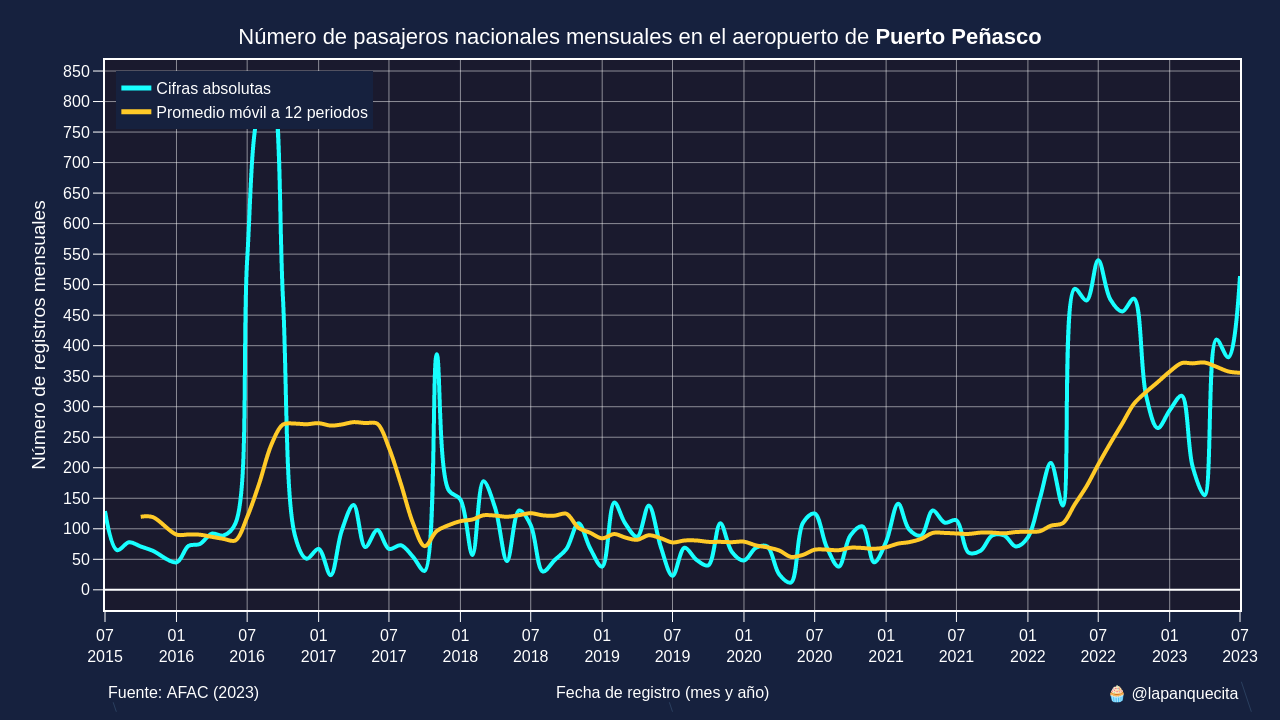 Número de pasajeros nacionales mensuales en el aeropuerto de Puerto Peñasco
Cifras absolutas
Promedio móvil a 12 periodos
Número de registros mensuales
850
800
750
700
650
600
550
500
450
400
350
300
250
200
150
100
50
0
07 01 07 01 07 01 07 01 07 01 07 01 07 01 07 01 07
2015 2016 2016 2017 2017 2018 2018 2019 2019 2020 2020 2021 2021 2022 2022 2023 2023
Fuente: AFAC (2023) Fecha de registro (mes y año) 🧁 @lapanquecita